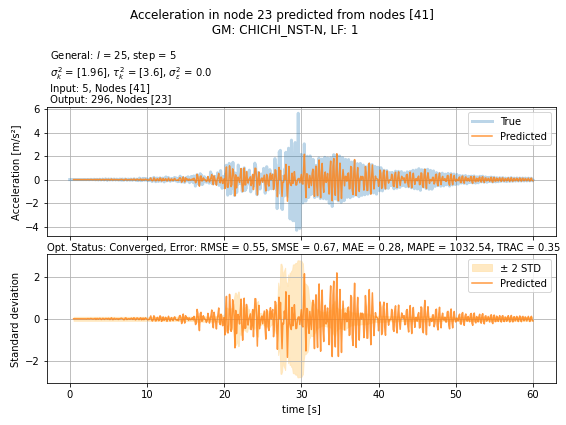 Acceleration in node 23 predicted from nodes [41]
GM: CHICHI_NST-N, LF: 1
General: l = 25, step = 5
σ²ₖ = [1.96], τ²ₖ = [3.6], σ²ε = 0.0
Input: 5, Nodes [41]
Output: 296, Nodes [23]
Acceleration [m/s²]
6
4
2
0
−2
−4
True
Predicted
Opt. Status: Converged, Error: RMSE = 0.55, SMSE = 0.67, MAE = 0.28, MAPE = 1032.54, TRAC = 0.35
Standard deviation
2
0
−2
± 2 STD
Predicted
0 10 20 30 40 50 60
time [s]